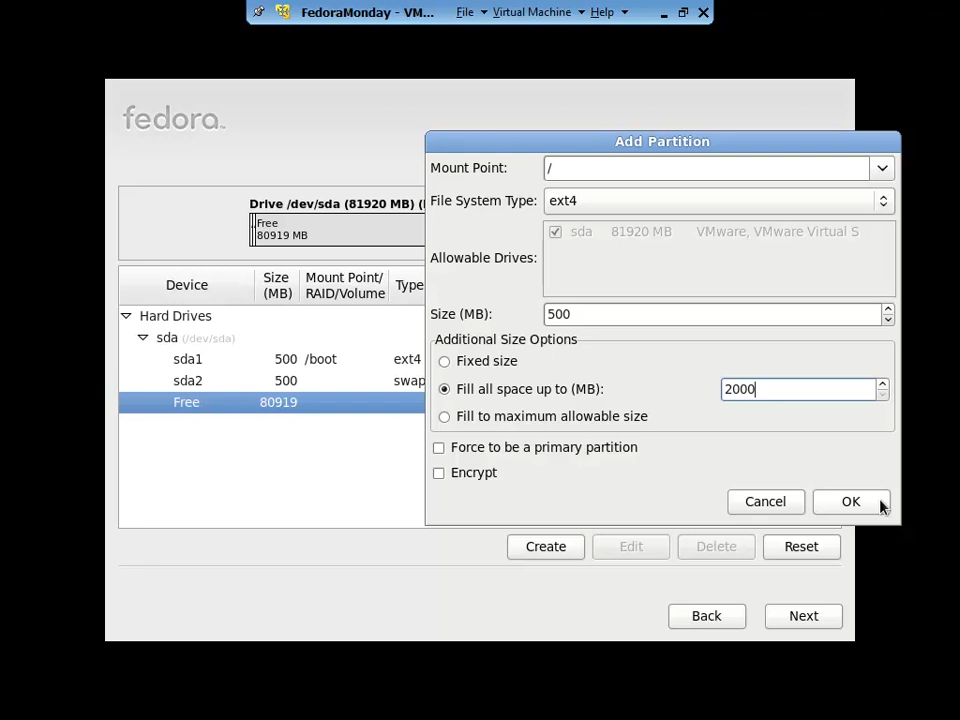 FedoraMonday - VM... File Virtual Machine Help
fedora
Add Partition
Mount Point: /
File System Type: ext4
sda 81920 MB VMware, VMware Virtual S
Allowable Drives:
Size (MB): 500
Additional Size Options
Fixed size
Fill all space up to (MB): 2000
Fill to maximum allowable size
Force to be a primary partition
Encrypt
Cancel OK
Drive /dev/sda (81920 MB) (
Free
80919 MB
Device Size (MB) Mount Point/ RAID/Volume Type
Hard Drives
sda (/dev/sda)
sda1 500 /boot ext4
sda2 500 swap
Free 80919
Create Edit Delete Reset
Back Next